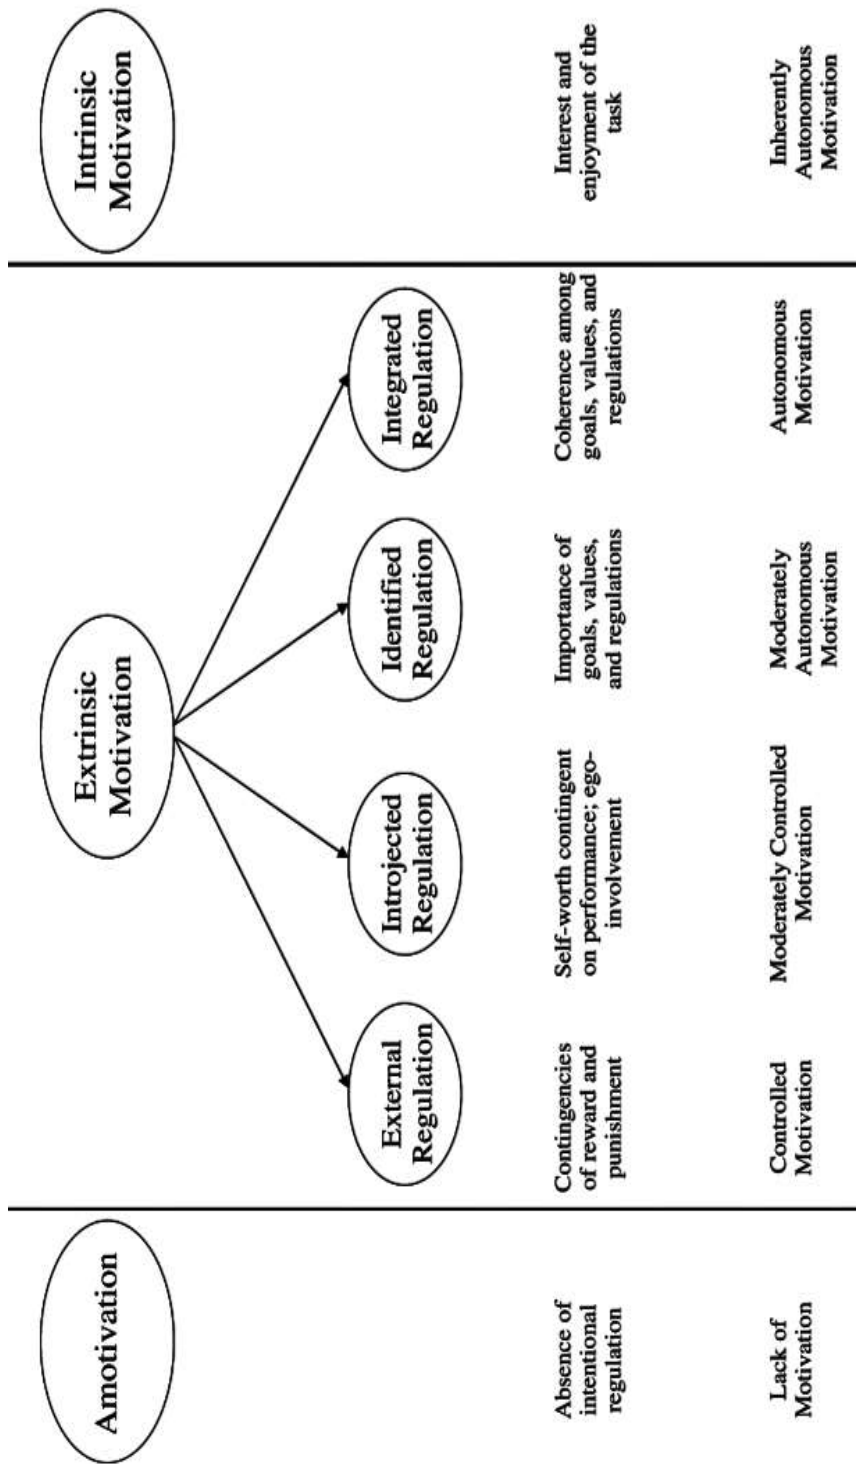 Amotivation
Extrinsic
Motivation
Intrinsic
Motivation
External
Regulation
Introjected
Regulation
Identified
Regulation
Integrated
Regulation
Absence of
intentional
regulation
Contingencies
of reward and
punishment
Self-worth contingent
on performance; ego-
involvement
Importance of
goals, values,
and regulations
Coherence among
goals, values, and
regulations
Interest and
enjoyment of the
task
Lack of
Motivation
Controlled
Motivation
Moderately Controlled
Motivation
Moderately
Autonomous
Motivation
Autonomous
Motivation
Inherently
Autonomous
Motivation